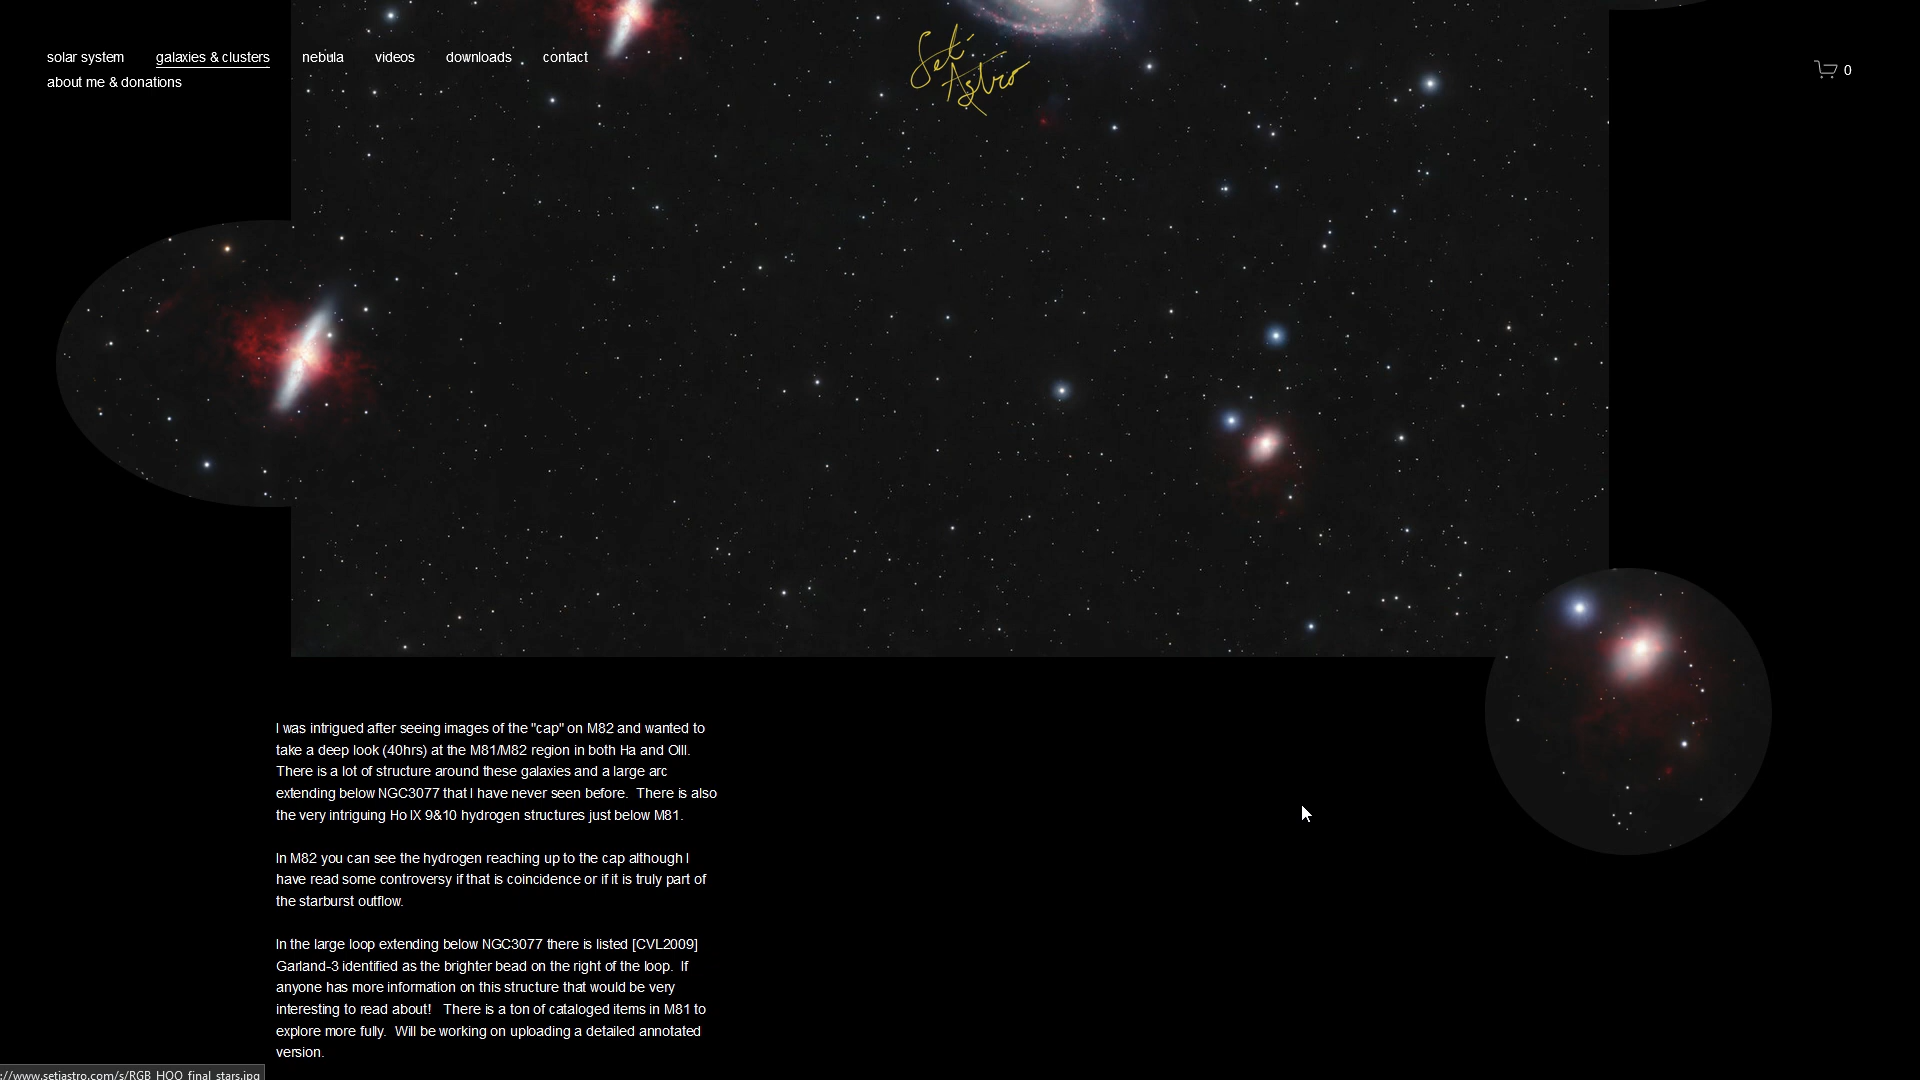 solar system galaxies & clusters nebula videos downloads contact
about me & donations
0
Seti Astro
I was intrigued after seeing images of the "cap" on M82 and wanted to
take a deep look (40hrs) at the M81/M82 region in both Ha and OIII.
There is a lot of structure around these galaxies and a large arc
extending below NGC3077 that I have never seen before.  There is also
the very intriguing Ho IX 9&10 hydrogen structures just below M81.
In M82 you can see the hydrogen reaching up to the cap although I
have read some controversy if that is coincidence or if it is truly part of
the starburst outflow.
In the large loop extending below NGC3077 there is listed [CVL2009]
Garland-3 identified as the brighter bead on the right of the loop.  If
anyone has more information on this structure that would be very
interesting to read about!   There is a ton of cataloged items in M81 to
explore more fully.  Will be working on uploading a detailed annotated
version.
://www.setiastro.com/s/RGB_HOO_final_stars.jpg